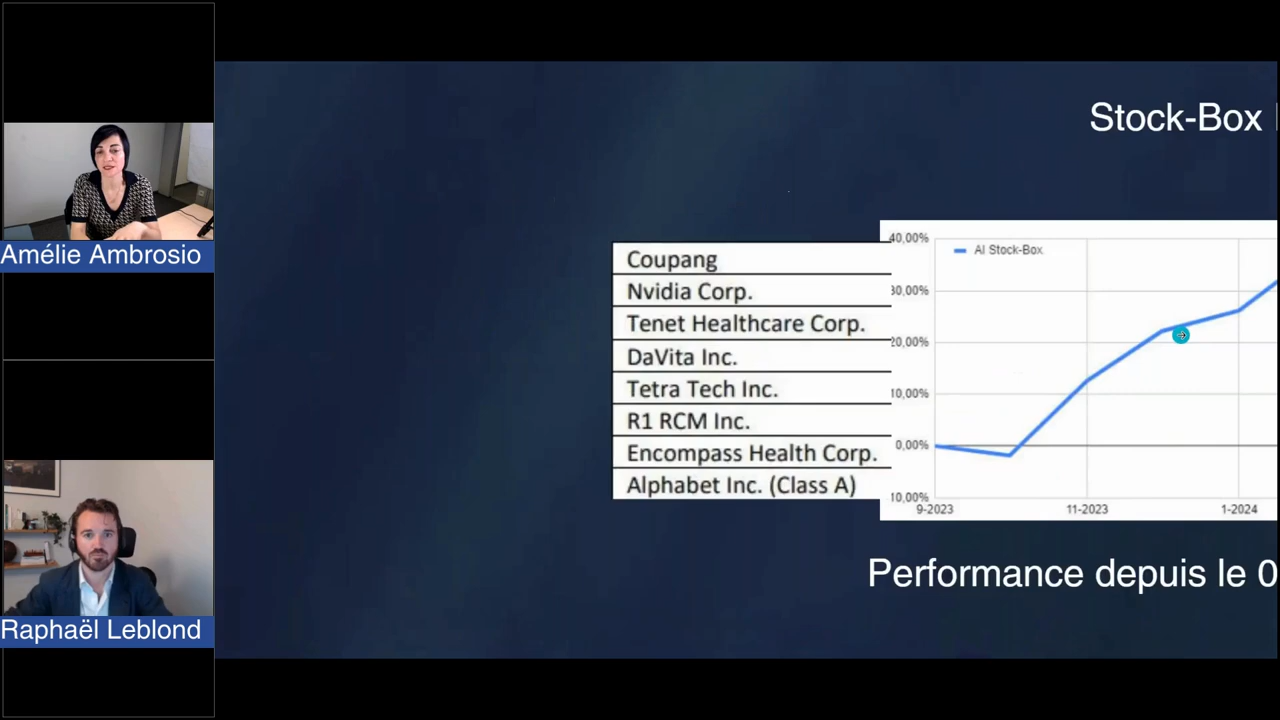 Amélie Ambrosio
Raphaël Leblond
Stock-Box
Coupang
Nvidia Corp.
Tenet Healthcare Corp.
DaVita Inc.
Tetra Tech Inc.
R1 RCM Inc.
Encompass Health Corp.
Alphabet Inc. (Class A)
AI Stock-Box
40,00%
30,00%
20,00%
10,00%
0,00%
10,00%
9-2023
11-2023
1-2024
Performance depuis le 0